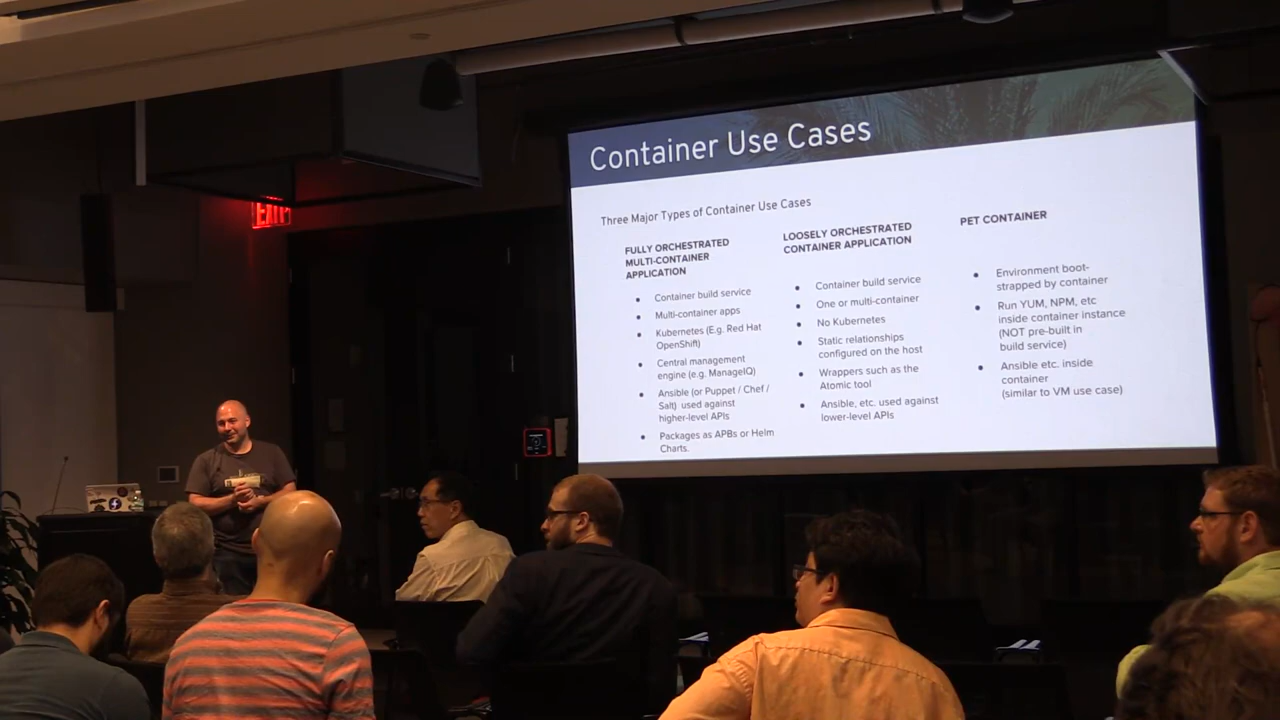 Container Use Cases
EXIT
Three Major Types of Container Use Cases
FULLY ORCHESTRATED
MULTI-CONTAINER
APPLICATION
• Container build service
• Multi-container apps
• Kubernetes (E.g. Red Hat
OpenShift)
• Central management
engine (e.g. ManageIQ)
• Ansible (or Puppet / Chef /
Salt) used against
higher-level APIs
• Packages as APBs or Helm
Charts.
LOOSELY ORCHESTRATED
CONTAINER APPLICATION
• Container build service
• One or multi-container
• No Kubernetes
• Static relationships
configured on the host
• Wrappers such as the
Atomic tool
• Ansible, etc. used against
lower-level APIs
PET CONTAINER
• Environment boot-
strapped by container
• Run YUM, NPM, etc
inside container instance
(NOT pre-built in
build service)
• Ansible etc. inside
container
(similar to VM use case)